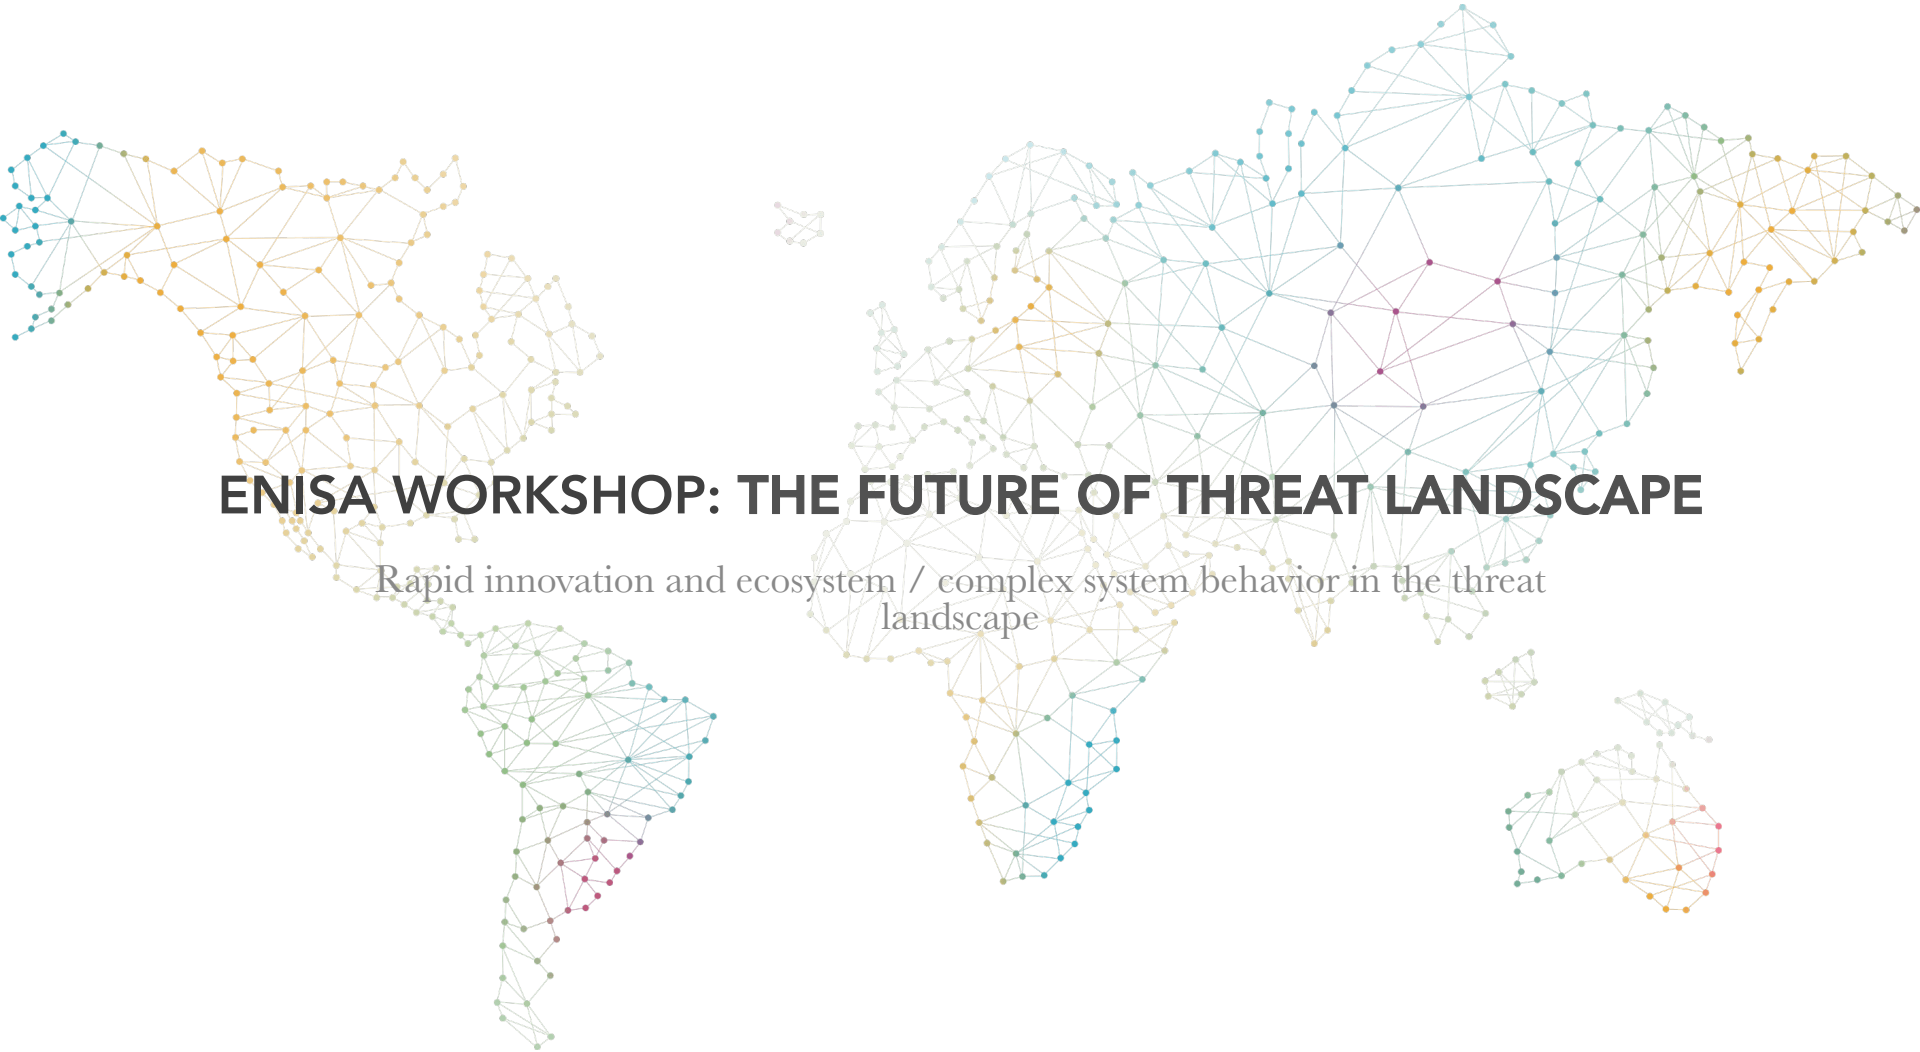 ENISA WORKSHOP: THE FUTURE OF THREAT LANDSCAPE
Rapid innovation and ecosystem / complex system behavior in the threat
landscape